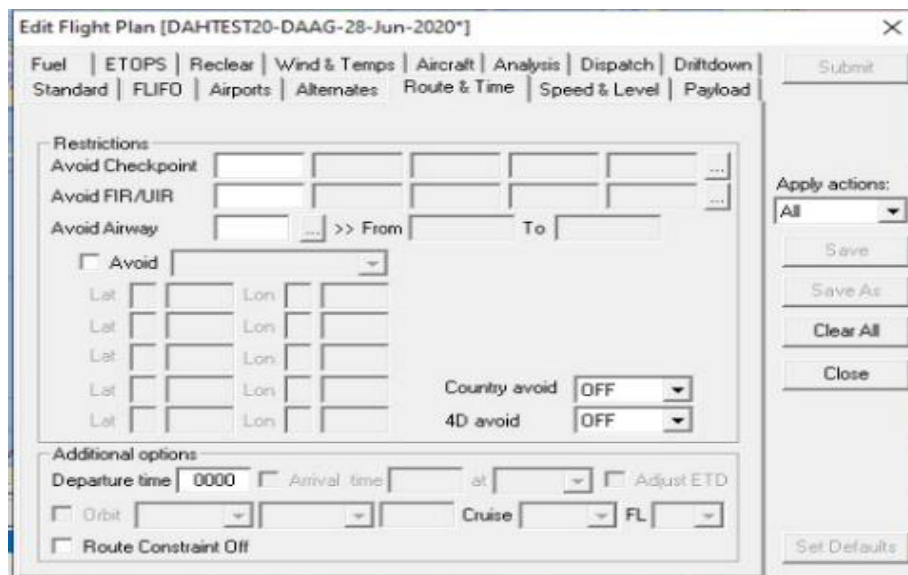 Edit Flight Plan [DAHTEST20-DAAG-28-Jun-2020*]
Fuel ETOPS Reclear Wind & Temps Aircraft Analysis Dispatch Driftdown
Submit
Standard FLIFO Airports Alternates Route & Time Speed & Level Payload
Restrictions
Avoid Checkpoint ...
Avoid FIR/UIR ...
Apply actions:
All
Avoid Airway ... >> From To
Save
Avoid
Lat Lon
Save As
Lat Lon
Clear All
Lat Lon
Close
Lat Lon Country avoid OFF
Lat Lon 4D avoid OFF
Additional options
Departure time 0000 Arrival time at Adjust ETD
Orbit Cruise FL
Route Constraint Off
Set Defaults